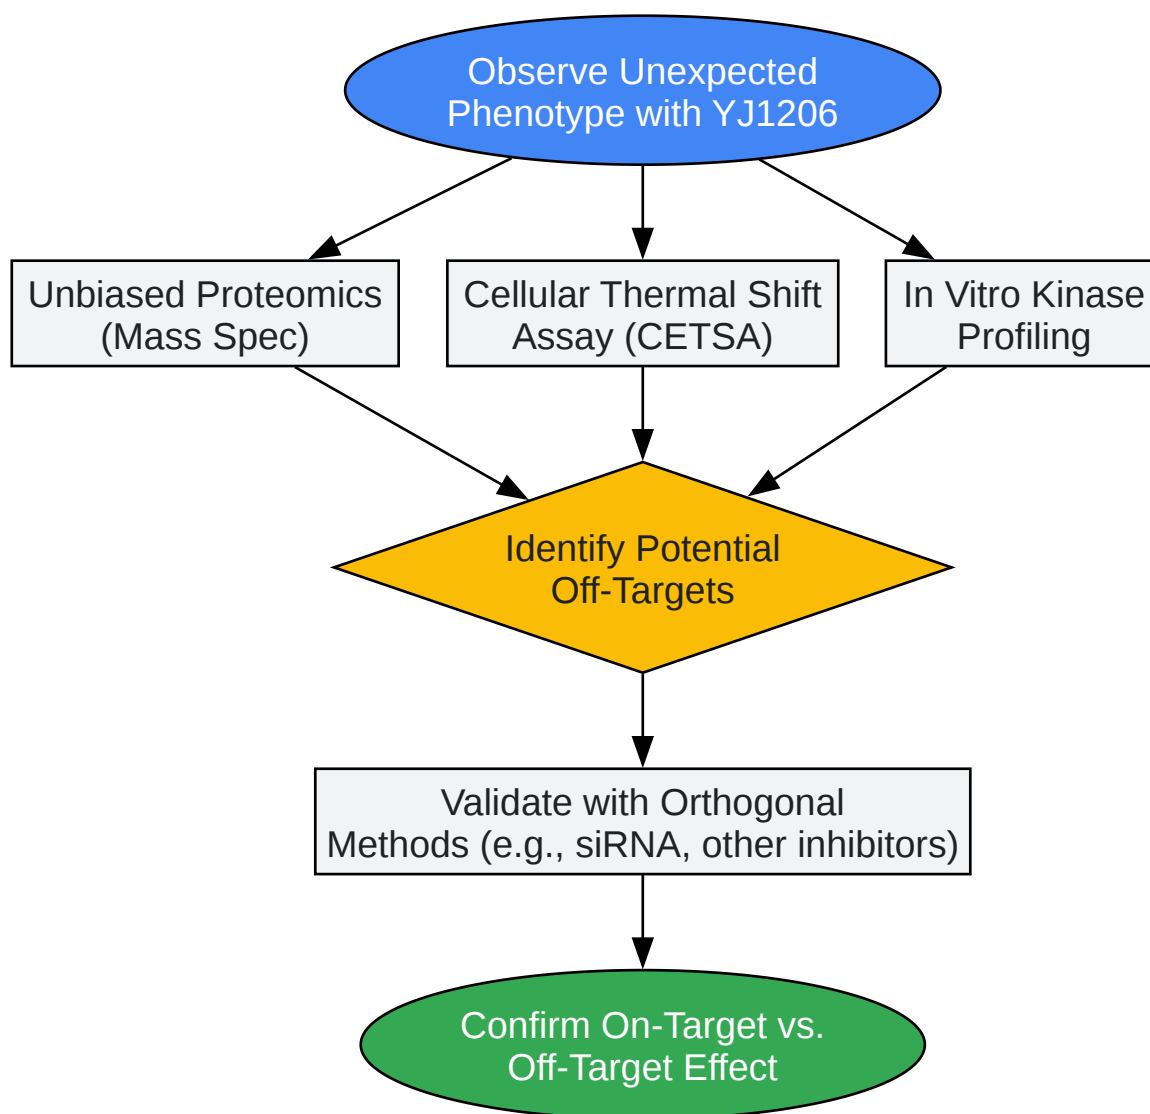 Observe Unexpected
Phenotype with YJ1206
Unbiased Proteomics
(Mass Spec)
Cellular Thermal Shift
Assay (CETSA)
In Vitro Kinase
Profiling
Identify Potential
Off-Targets
Validate with Orthogonal
Methods (e.g., siRNA, other inhibitors)
Confirm On-Target vs.
Off-Target Effect